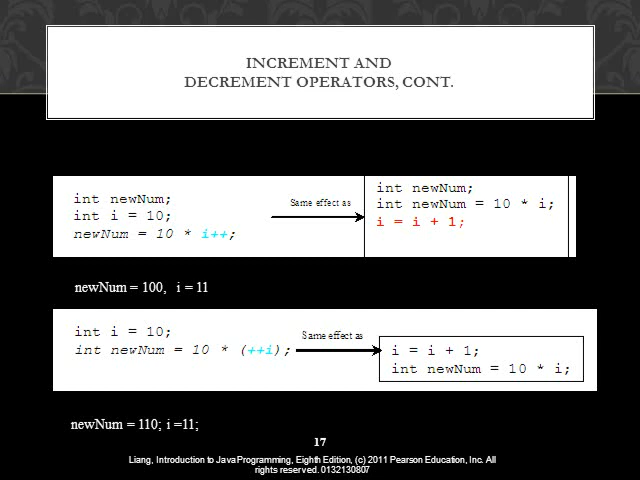 INCREMENT AND
DECREMENT OPERATORS, CONT.
int newNum;
int i = 10;
newNum = 10 * i++;
Same effect as
int newNum;
int newNum = 10 * i;
i = i + 1;
newNum = 100, i = 11
int i = 10;
int newNum = 10 * (++i);
Same effect as
i = i + 1;
int newNum = 10 * i;
newNum = 110; i =11;
17
Liang, Introduction to Java Programming, Eighth Edition, (c) 2011 Pearson Education, Inc. All
rights reserved. 0132130807